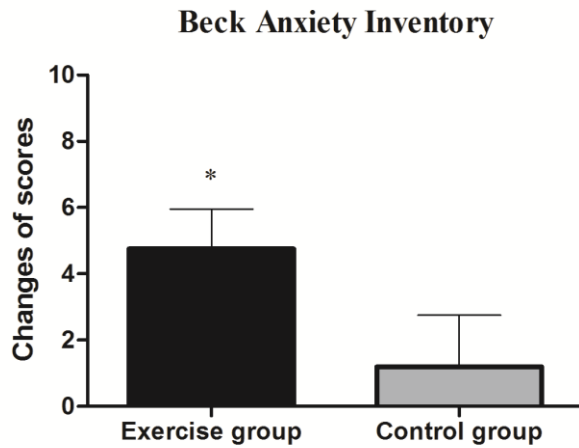 Beck Anxiety Inventory
Changes of scores
10
8
6
4
2
0
*
Exercise group
Control group